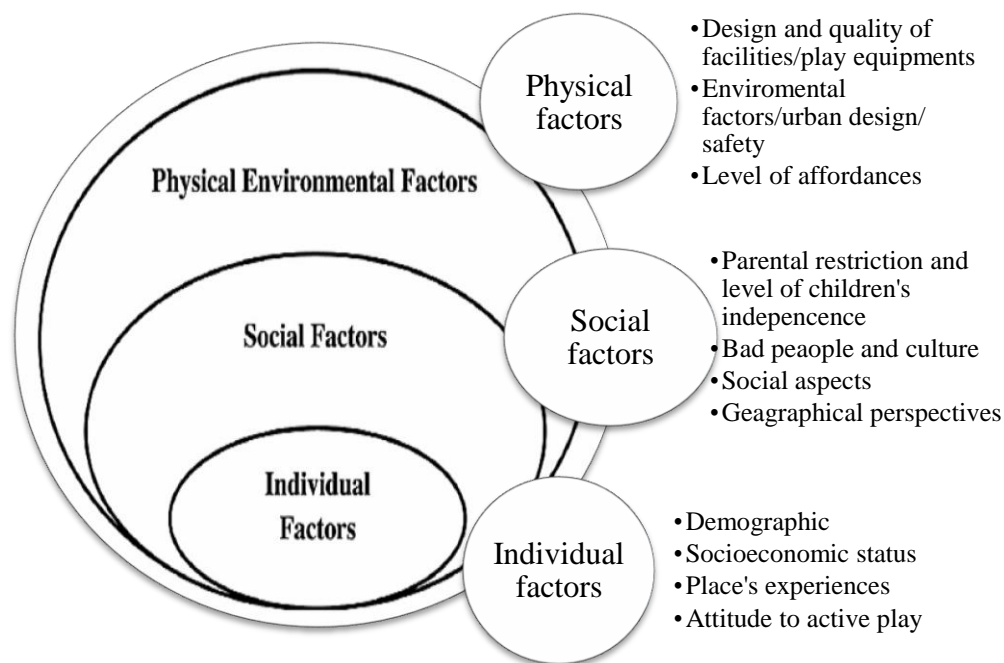 Physical Environmental Factors
Social Factors
Individual
Factors
Physical
factors
•Design and quality of
facilities/play equipments
•Enviromental
factors/urban design/
safety
•Level of affordances
Social
factors
•Parental restriction and
level of children's
indepencence
•Bad peaople and culture
•Social aspects
•Geagraphical perspectives
Individual
factors
•Demographic
•Socioeconomic status
•Place's experiences
•Attitude to active play